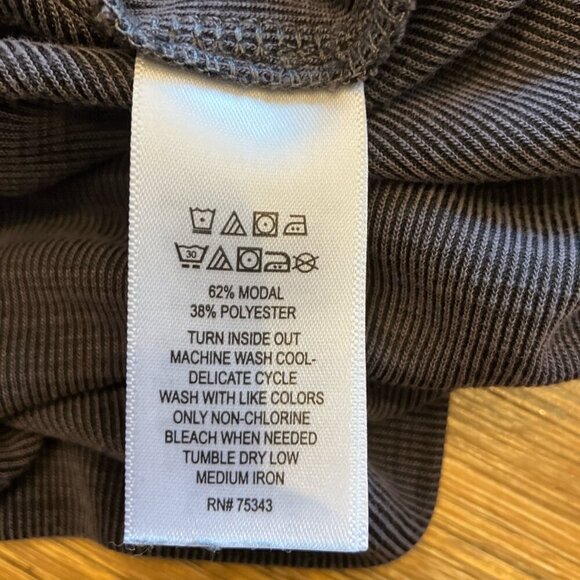 30
62% MODAL
38% POLYESTER
TURN INSIDE OUT
MACHINE WASH COOL-
DELICATE CYCLE
WASH WITH LIKE COLORS
ONLY NON-CHLORINE
BLEACH WHEN NEEDED
TUMBLE DRY LOW
MEDIUM IRON
RN# 75343